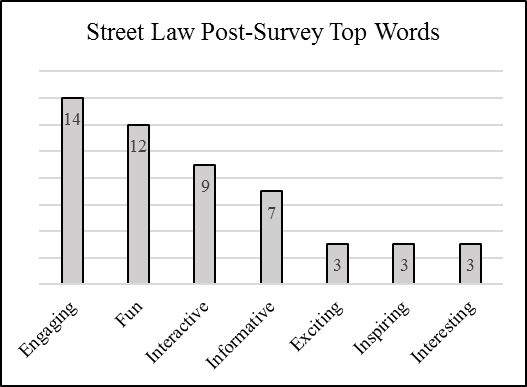 Street Law Post-Survey Top Words
14
12
9
7
3
3
3
Engaging
Fun
Interactive
Informative
Exciting
Inspiring
Interesting